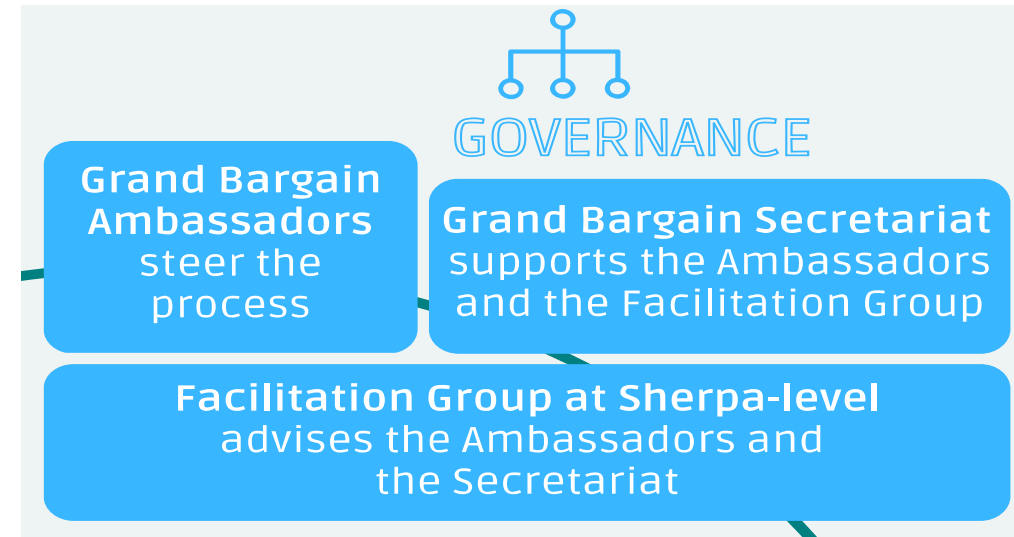 GOVERNANCE
Grand Bargain
Ambassadors
steer the
process
Grand Bargain Secretariat
supports the Ambassadors
and the Facilitation Group
Facilitation Group at Sherpa-level
advises the Ambassadors and
the Secretariat